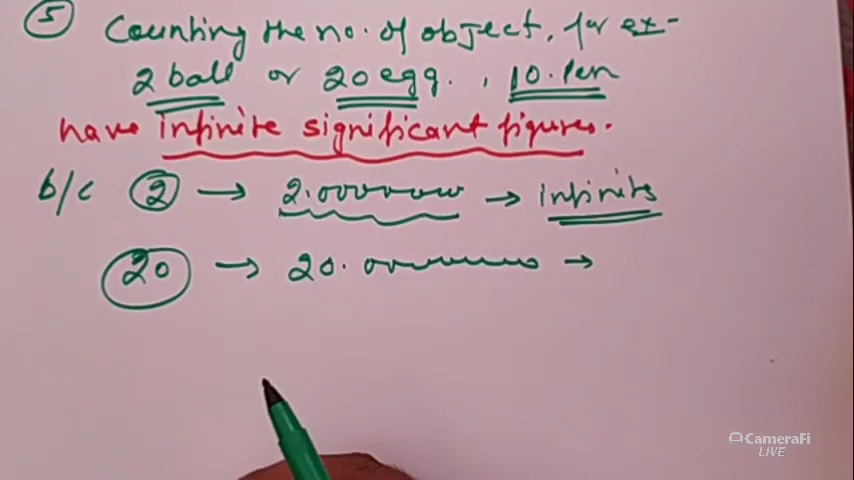 ⑤ Counting the no. of object, for ex-
2 ball or 20 egg. , 10. Pen
have infinite significant figures.
b/c ② → 2.000000 → infinite
20 → 20. 00000000 →
CameraFi
LIVE